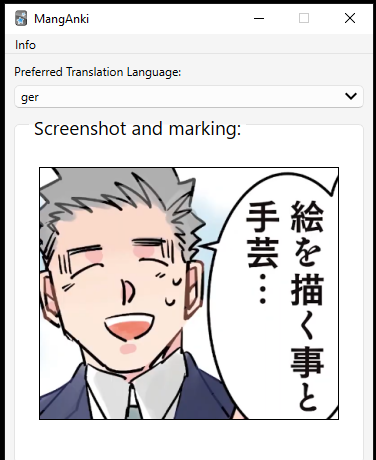 MangAnki
Info
Preferred Translation Language:
ger
Screenshot and marking:
絵を描く事と
手芸…